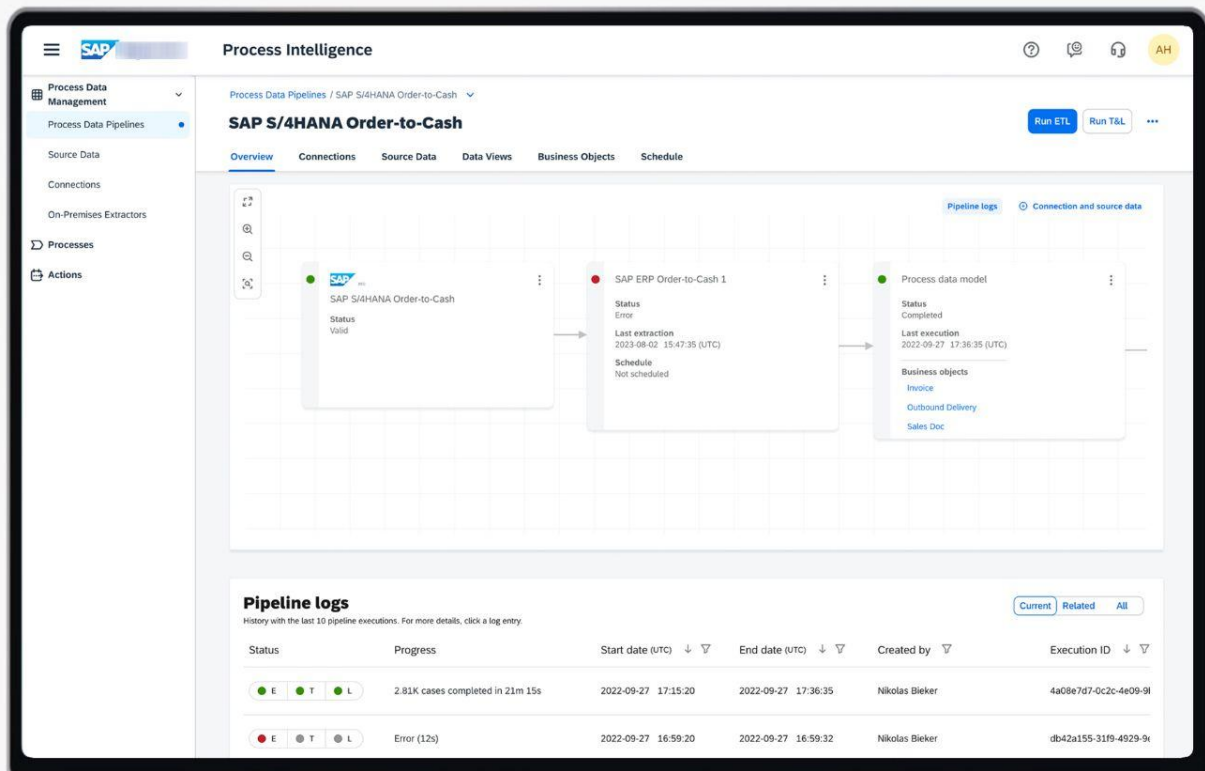 SAP
Process Intelligence
AH
Process Data
Management
Process Data Pipelines
Source Data
Connections
On-Premises Extractors
Processes
Actions
Process Data Pipelines / SAP S/4HANA Order-to-Cash
SAP S/4HANA Order-to-Cash
Run ETL
Run T&L
Overview
Connections
Source Data
Data Views
Business Objects
Schedule
Pipeline logs
Connection and source data
SAP
SAP S/4HANA Order-to-Cash
Status
Valid
SAP ERP Order-to-Cash 1
Status
Error
Last extraction
2023-08-02 15:47:35 (UTC)
Schedule
Not scheduled
Process data model
Status
Completed
Last execution
2022-09-27 17:36:35 (UTC)
Business objects
Invoice
Outbound Delivery
Sales Doc
Pipeline logs
History with the last 10 pipeline executions. For more details, click a log entry.
Current Related All
Status Progress Start date (UTC) End date (UTC) Created by Execution ID
E T L 2.81K cases completed in 21m 15s 2022-09-27 17:15:20 2022-09-27 17:36:35 Nikolas Bieker 4a08e7d7-0c2c-4e09-9
E T L Error (12s) 2022-09-27 16:59:20 2022-09-27 16:59:32 Nikolas Bieker db42a155-31f9-4929-9